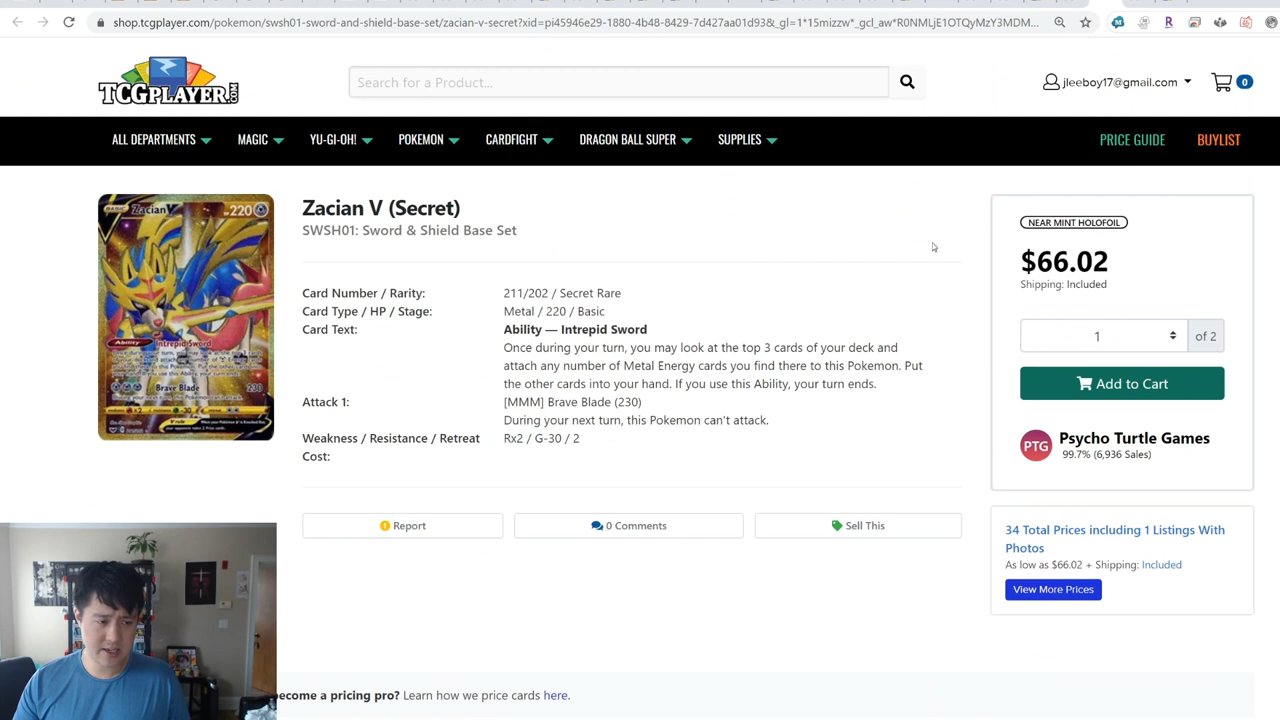 shop.tcgplayer.com/pokemon/swsh01-sword-and-shield-base-set/zacian-v-secret?xid=pi45946e29-1880-4b48-8429-7d427aa01d93&_gl=1*15mizzw*_gcl_aw*R0NMLjE1OTQyMzY3MDM...
TCGPLAYER.COM
Search for a Product...
jleeboy17@gmail.com
0
ALL DEPARTMENTS MAGIC YU-GI-OH! POKEMON CARDFIGHT DRAGON BALL SUPER SUPPLIES PRICE GUIDE BUYLIST
BASIC Zacian V 220
Ability Intrepid Sword
Brave Blade 230
Zacian V (Secret)
SWSH01: Sword & Shield Base Set
Card Number / Rarity: 211/202 / Secret Rare
Card Type / HP / Stage: Metal / 220 / Basic
Card Text: Ability — Intrepid Sword
Once during your turn, you may look at the top 3 cards of your deck and
attach any number of Metal Energy cards you find there to this Pokemon. Put
the other cards into your hand. If you use this Ability, your turn ends.
Attack 1: [MMM] Brave Blade (230)
During your next turn, this Pokemon can't attack.
Weakness / Resistance / Retreat Rx2 / G-30 / 2
Cost:
Report
0 Comments
Sell This
NEAR MINT HOLOFOIL
$66.02
Shipping: Included
1 of 2
Add to Cart
PTG Psycho Turtle Games
99.7% (6,936 Sales)
34 Total Prices including 1 Listings With
Photos
As low as $66.02 + Shipping: Included
View More Prices
ecome a pricing pro? Learn how we price cards here.